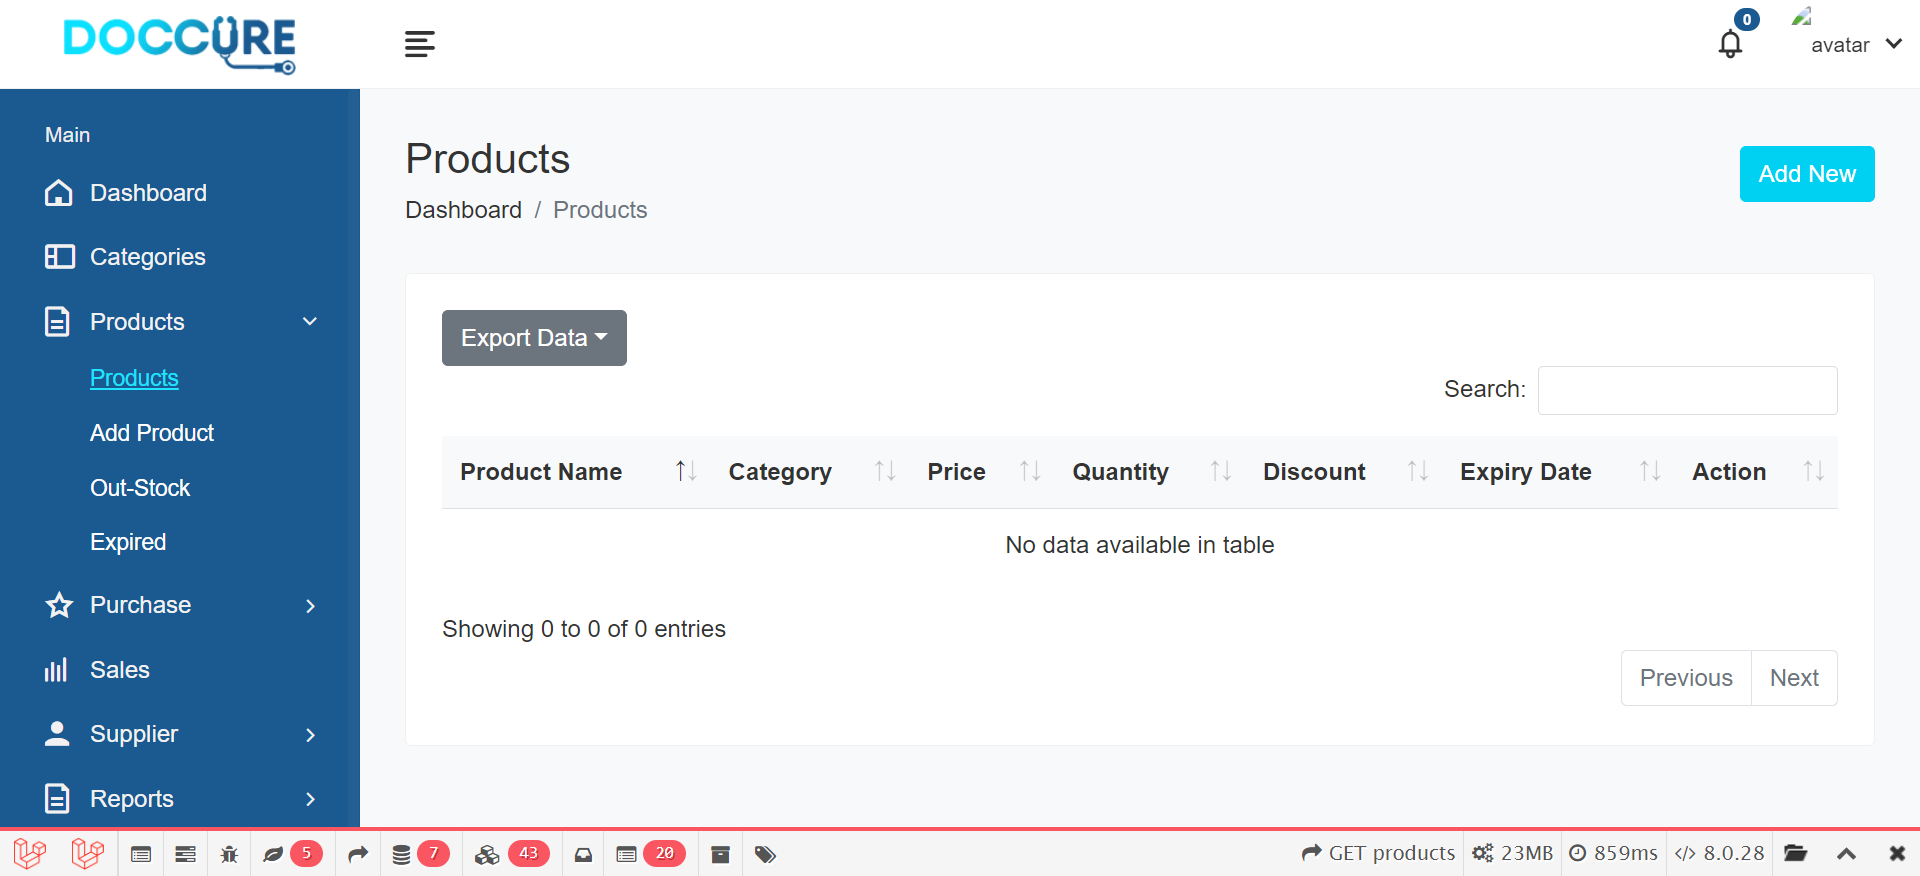 DOCCURE
0
avatar
Main
Dashboard
Categories
Products
Products
Add Product
Out-Stock
Expired
Purchase
Sales
Supplier
Reports
Products
Dashboard / Products
Add New
Export Data
Search:
Product Name Category Price Quantity Discount Expiry Date Action
No data available in table
Showing 0 to 0 of 0 entries
Previous Next
5 7 43 20 GET products 23MB 859ms 8.0.28